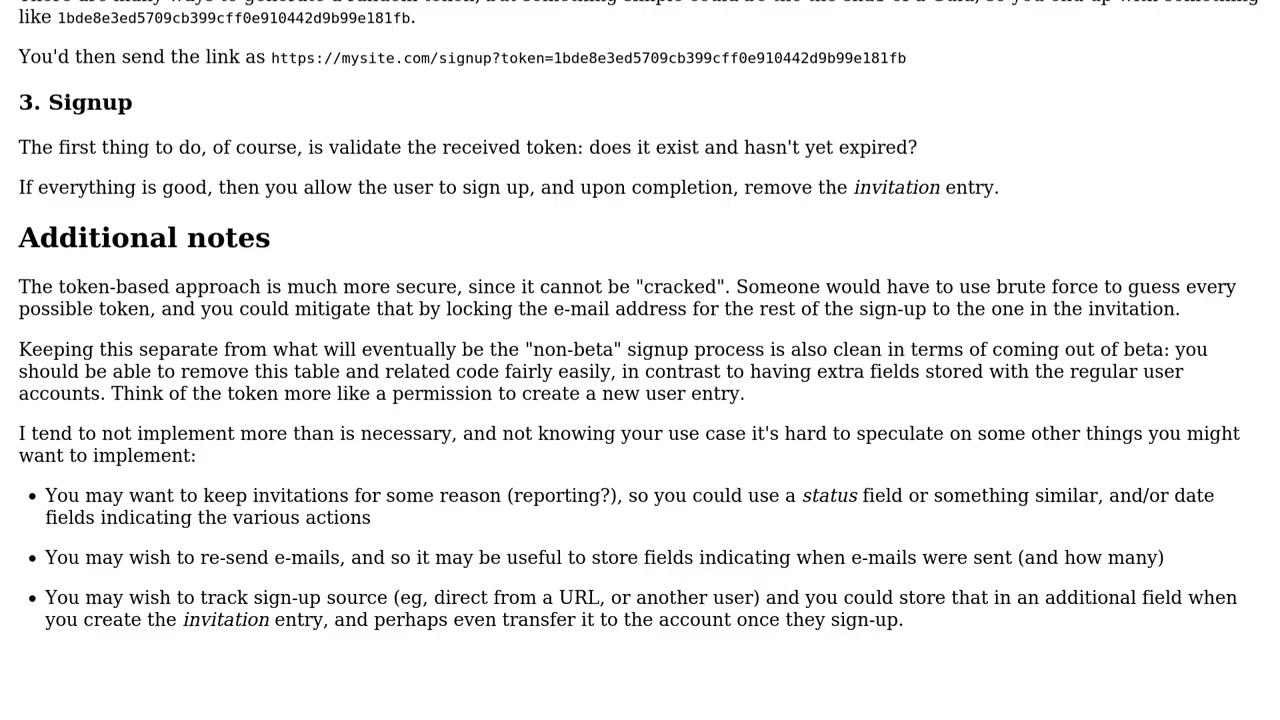 like 1bde8e3ed5709cb399cff0e910442d9b99e181fb.
You'd then send the link as https://mysite.com/signup?token=1bde8e3ed5709cb399cff0e910442d9b99e181fb
3. Signup
The first thing to do, of course, is validate the received token: does it exist and hasn't yet expired?
If everything is good, then you allow the user to sign up, and upon completion, remove the invitation entry.
Additional notes
The token-based approach is much more secure, since it cannot be "cracked". Someone would have to use brute force to guess every
possible token, and you could mitigate that by locking the e-mail address for the rest of the sign-up to the one in the invitation.
Keeping this separate from what will eventually be the "non-beta" signup process is also clean in terms of coming out of beta: you
should be able to remove this table and related code fairly easily, in contrast to having extra fields stored with the regular user
accounts. Think of the token more like a permission to create a new user entry.
I tend to not implement more than is necessary, and not knowing your use case it's hard to speculate on some other things you might
want to implement:
• You may want to keep invitations for some reason (reporting?), so you could use a status field or something similar, and/or date
fields indicating the various actions
• You may wish to re-send e-mails, and so it may be useful to store fields indicating when e-mails were sent (and how many)
• You may wish to track sign-up source (eg, direct from a URL, or another user) and you could store that in an additional field when
you create the invitation entry, and perhaps even transfer it to the account once they sign-up.